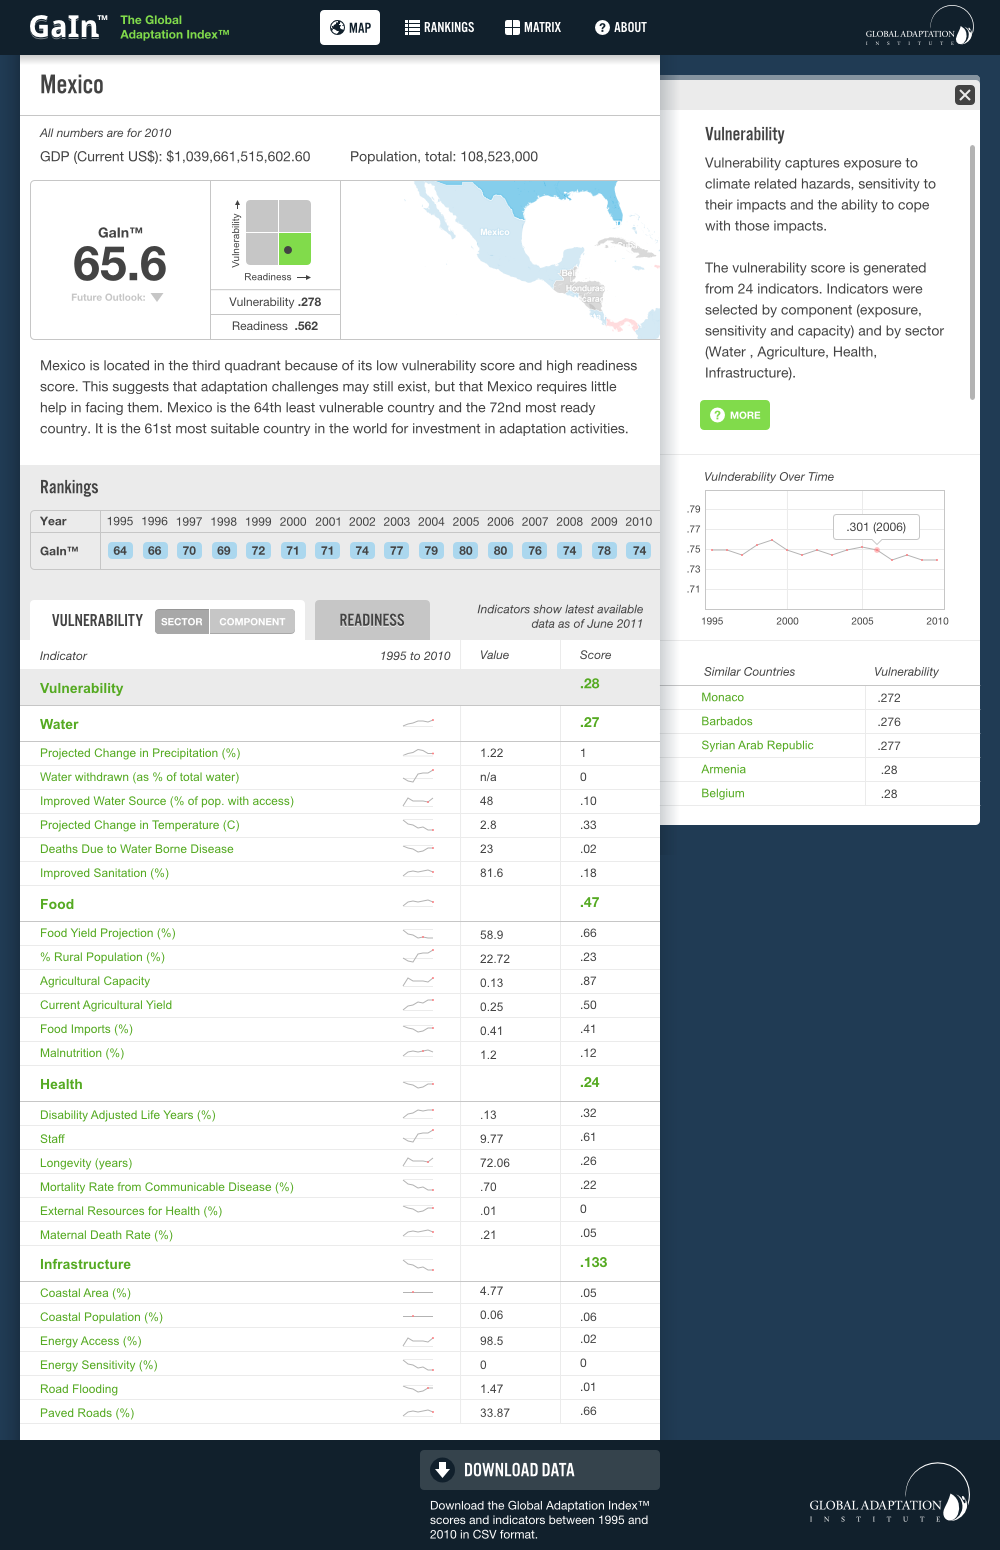 GaIn™
The Global
Adaptation Index™
MAP
RANKINGS
MATRIX
ABOUT
GLOBAL ADAPTATION
INSTITUTE
Mexico
All numbers are for 2010
GDP (Current US$): $1,039,661,515,602.60
Population, total: 108,523,000
GaIn™
65.6
Future Outlook:
Vulnerability
Readiness
Vulnerability .278
Readiness .562
Mexico
Honduras
Mexico is located in the third quadrant because of its low vulnerability score and high readiness
score. This suggests that adaptation challenges may still exist, but that Mexico requires little
help in facing them. Mexico is the 64th least vulnerable country and the 72nd most ready
country. It is the 61st most suitable country in the world for investment in adaptation activities.
Rankings
Year 1995 1996 1997 1998 1999 2000 2001 2002 2003 2004 2005 2006 2007 2008 2009 2010
GaIn™ 64 66 70 69 72 71 71 74 77 79 80 80 76 74 78 74
VULNERABILITY
SECTOR
COMPONENT
READINESS
Indicators show latest available
data as of June 2011
Indicator 1995 to 2010 Value Score
Vulnerability .28
Water .27
Projected Change in Precipitation (%) 1.22 1
Water withdrawn (as % of total water) n/a 0
Improved Water Source (% of pop. with access) 48 .10
Projected Change in Temperature (C) 2.8 .33
Deaths Due to Water Borne Disease 23 .02
Improved Sanitation (%) 81.6 .18
Food .47
Food Yield Projection (%) 58.9 .66
% Rural Population (%) 22.72 .23
Agricultural Capacity 0.13 .87
Current Agricultural Yield 0.25 .50
Food Imports (%) 0.41 .41
Malnutrition (%) 1.2 .12
Health .24
Disability Adjusted Life Years (%) .13 .32
Staff 9.77 .61
Longevity (years) 72.06 .26
Mortality Rate from Communicable Disease (%) .70 .22
External Resources for Health (%) .01 0
Maternal Death Rate (%) .21 .05
Infrastructure .133
Coastal Area (%) 4.77 .05
Coastal Population (%) 0.06 .06
Energy Access (%) 98.5 .02
Energy Sensitivity (%) 0 0
Road Flooding 1.47 .01
Paved Roads (%) 33.87 .66
Vulnerability
Vulnerability captures exposure to
climate related hazards, sensitivity to
their impacts and the ability to cope
with those impacts.
The vulnerability score is generated
from 24 indicators. Indicators were
selected by component (exposure,
sensitivity and capacity) and by sector
(Water , Agriculture, Health,
Infrastructure).
MORE
Vulnderability Over Time
.79
.77
.75
.73
.71
.301 (2006)
1995 2000 2005 2010
Similar Countries Vulnerability
Monaco .272
Barbados .276
Syrian Arab Republic .277
Armenia .28
Belgium .28
DOWNLOAD DATA
Download the Global Adaptation Index™
scores and indicators between 1995 and
2010 in CSV format.
GLOBAL ADAPTATION
INSTITUTE